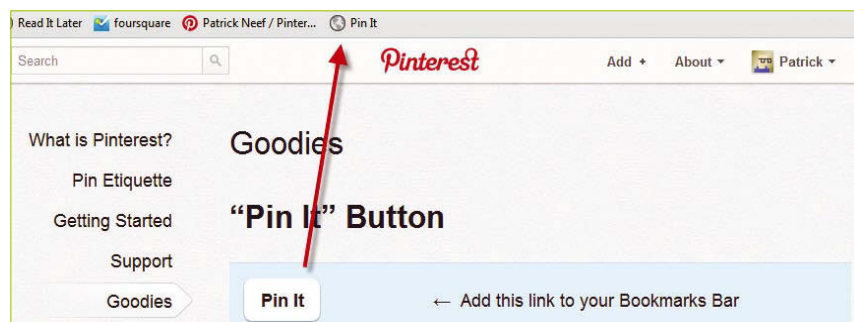 Read It Later foursquare Patrick Neef / Pinter... Pin It
Search Pinterest Add + About Patrick
What is Pinterest?
Goodies
Pin Etiquette
Getting Started
“Pin It” Button
Support
Goodies
Pin It ← Add this link to your Bookmarks Bar